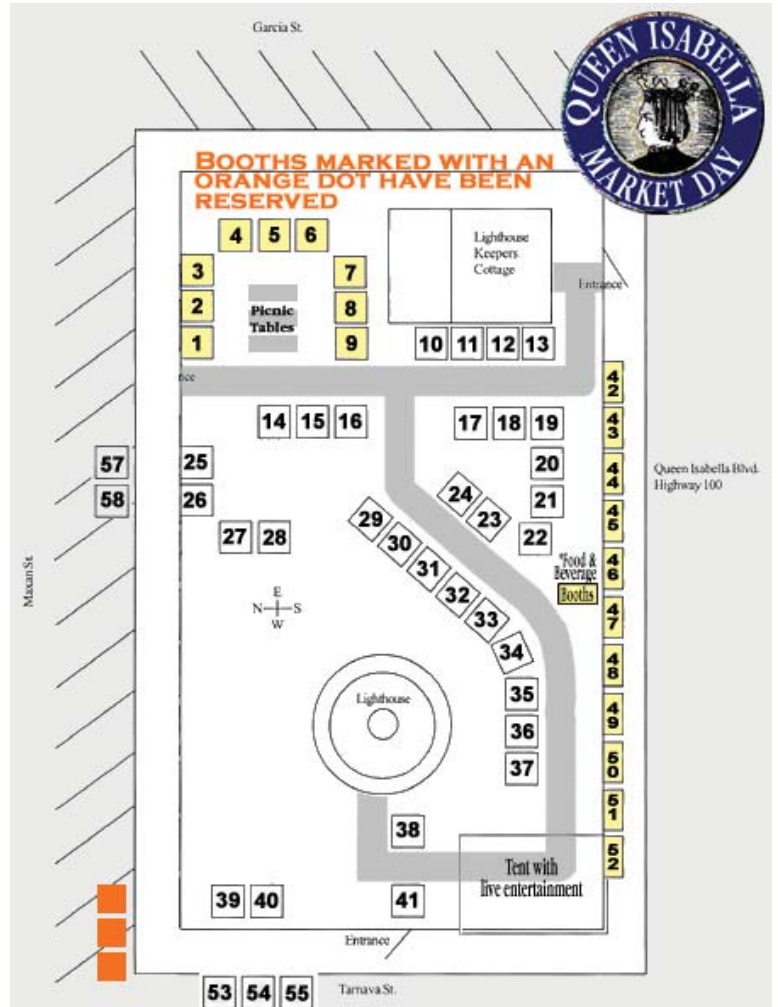 Garcia St.
QUEEN ISABELLA
MARKET DAY
BOOTHS MARKED WITH AN
ORANGE DOT HAVE BEEN
RESERVED
4 5 6
Lighthouse
Keepers
Cottage
3 7
Entrance
2 8
Picnic
Tables
1 9
10 11 12 13
nce
42
14 15 16 17 18 19
43
57 25 20
44
Queen Isabella Blvd.
Highway 100
58 26 24 21
45
29 23
27 28 30 22
46
*Food &
Beverage
Booths
31
32
47
33
Maxan St.
E
N S
W
34
48
Lighthouse
35
49
36
37
50
51
38
52
Tent with
live entertainment
39 40 41
Entrance
53 54 55
Tarnava St.